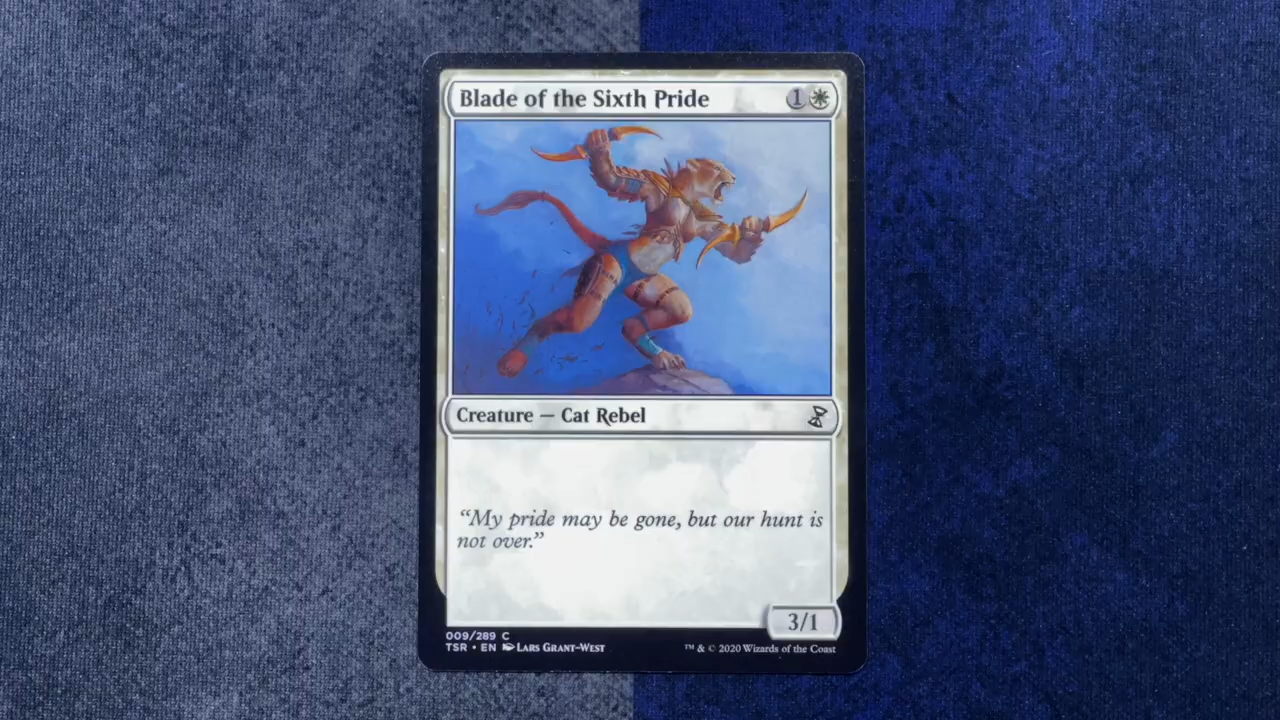 Blade of the Sixth Pride 1
Creature — Cat Rebel
“My pride may be gone, but our hunt is
not over.”
3/1
009/289 C
TSR • EN Lars Grant-West
™ & © 2020 Wizards of the Coast